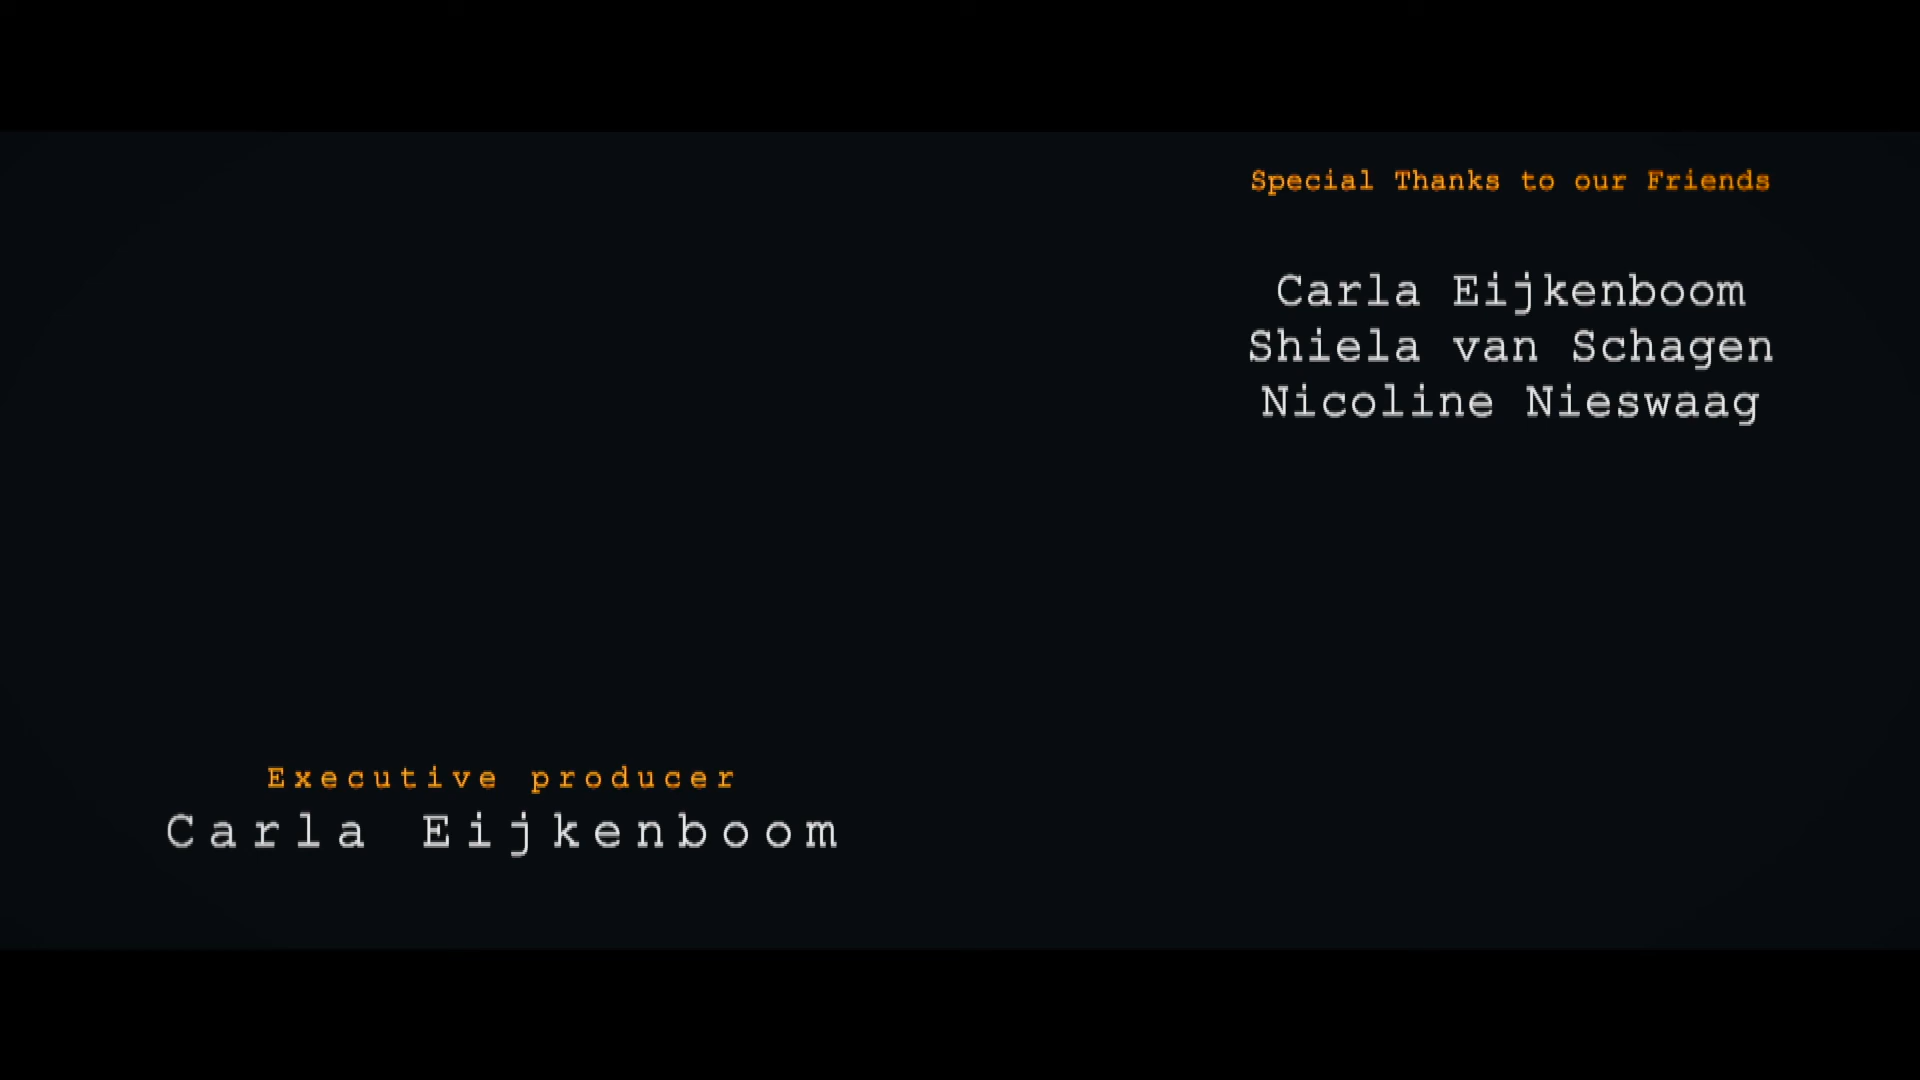 Special Thanks to our Friends
Carla Eijkenboom
Shiela van Schagen
Nicoline Nieswaag
Executive producer
Carla Eijkenboom